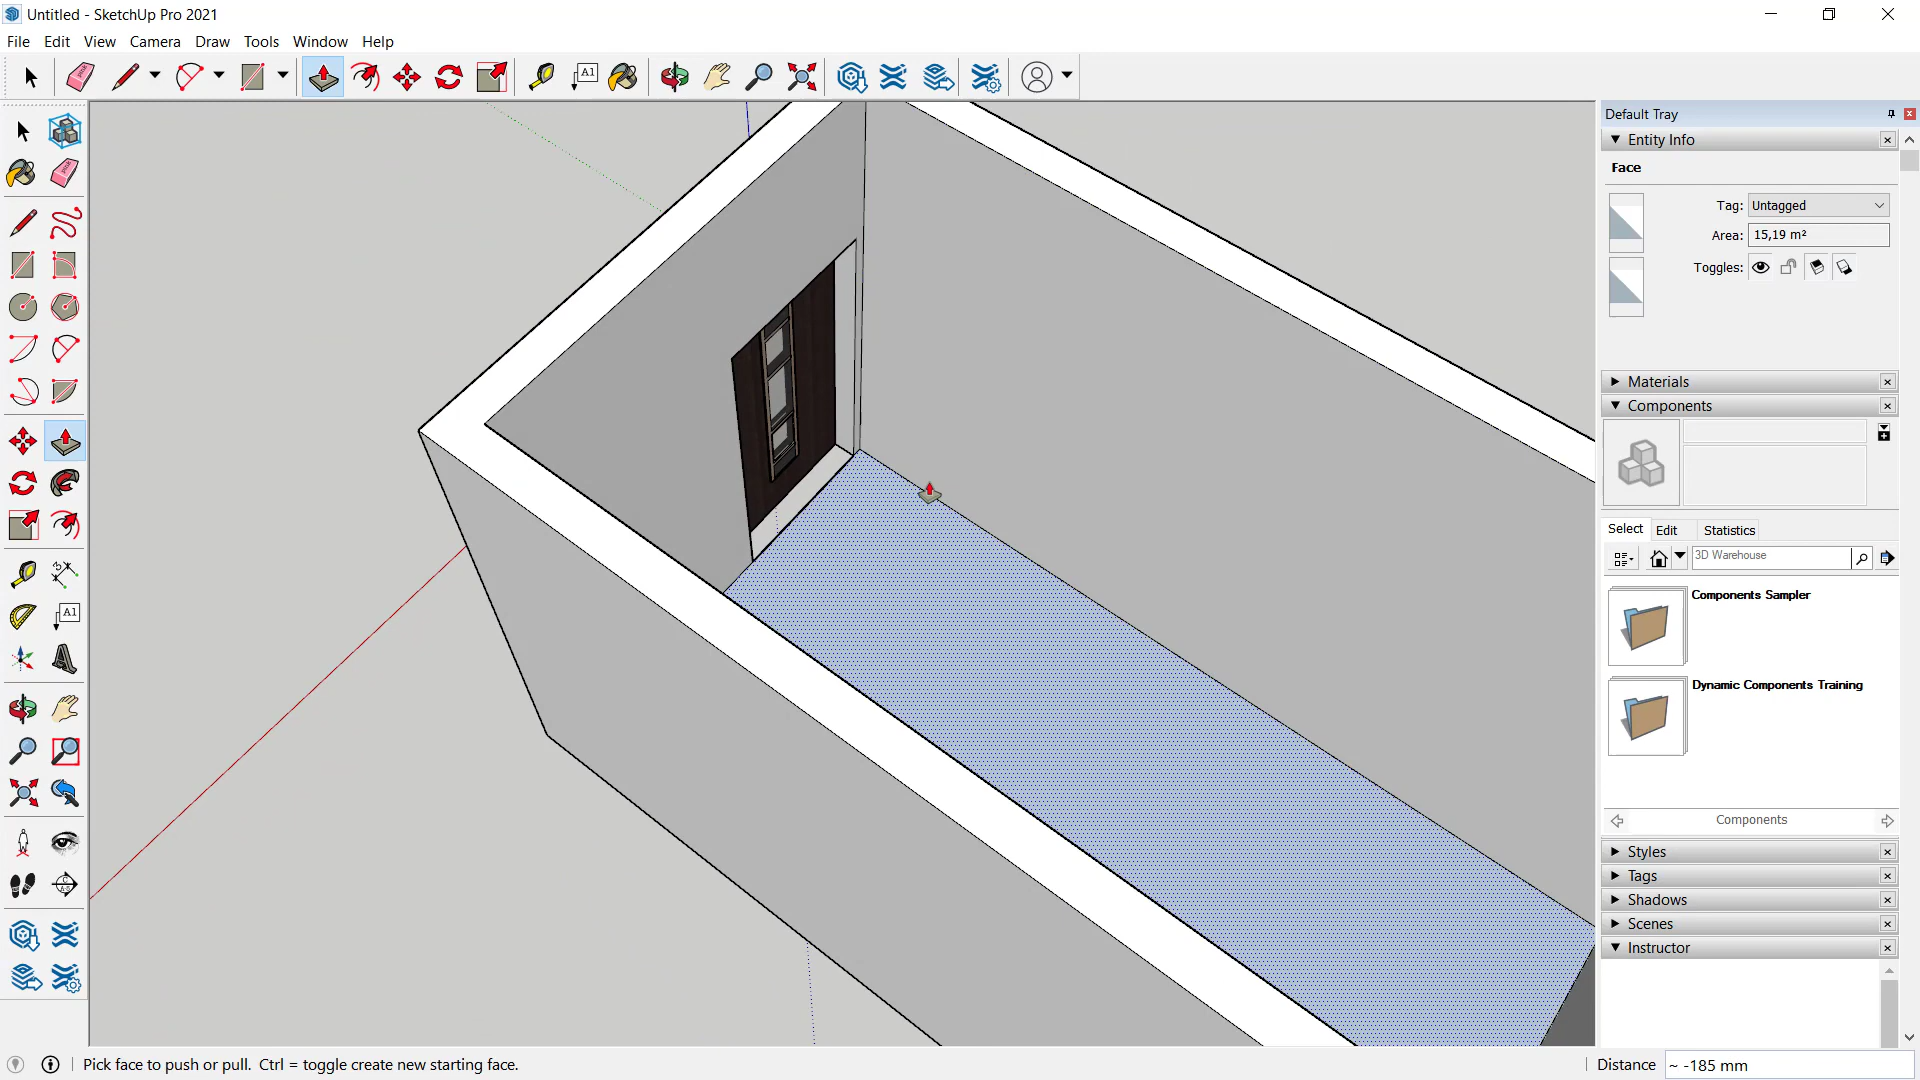 Untitled - SketchUp Pro 2021
File Edit View Camera Draw Tools Window Help
A1
Default Tray
Entity Info
Face
Tag: Untagged
Area: 15,19 m²
Toggles:
Materials
Components
Select Edit Statistics
3D Warehouse
Components Sampler
A1
Dynamic Components Training
Components
Styles
Tags
Shadows
Scenes
Instructor
Pick face to push or pull. Ctrl = toggle create new starting face.
Distance ~ -185 mm